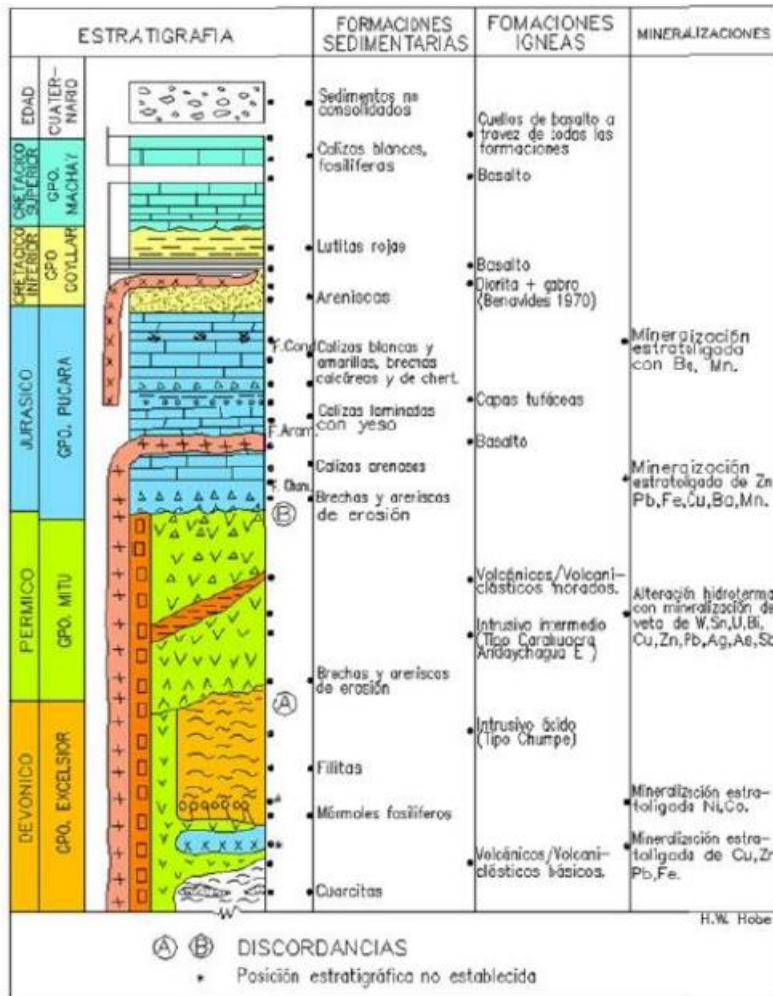 ESTRATIGRAFIA
FORMACIONES
SEDIMENTARIAS
FOMACIONES
IGNEAS
MINERALIZACIONES
EDAD
CUATER-
NARIO
Sedimentos no
consolidados
Cuellos de basalto a
travez de todas las
formaciones
CRETACICO
SUPERIOR
GPO.
MACHAY
Calizas blancas,
fosiliferas
Basalto
CRETACICO
INFERIOR
GPO
GOYLLAR
Lutitas rojas
Basalto
Diorita + gabro
(Benavides 1970)
Areniscas
JURASICO
GPO. PUCARA
F.Cond
Calizas blancas y
amarillas, brechas
calcáreas y de chert.
Mineralización
estratoligada
con Ba, Mn.
Capas tufáceas
Calizas laminadas
con yeso
F.Aram.
Basalto
Calizas arenosas
Mineralización
estratoligada de Zn
Pb,Fe,Cu,Ba,Mn.
Brechas y areriscas
de erosión
B
PERMICO
GPO. MITU
Volcánicos/Volcani-
clásticos morados.
Alteración hidroterma
con mineralización de
veta de W,Sn,U,Bi,
Cu,Zn,Pb,Ag,As,Sb
Intrusivo intermedio
(Tipo Carahuacra
Andaychagua E )
Brechas y areriscas
de erosión
A
DEVONICO
GPO. EXCELSIOR
Intrusivo ácido
(Tipo Chumpe)
Filitas
Mármoles fosilíferos
Mineralización estra-
toligada Ni,Co.
Volcánicos/Volcani-
clásticos básicos.
Mineralización estra-
toligada de Cu,Zn
Pb,Fe.
Cuarcitas
H.W. Kobe
A B DISCORDANCIAS
* Posición estratigráfica no establecida